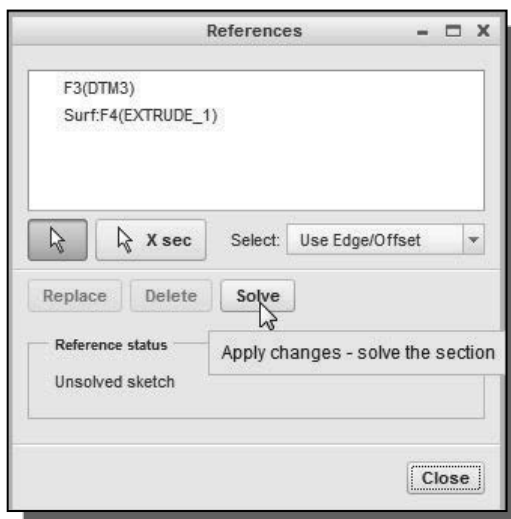 References
F3(DTM3)
Surf:F4(EXTRUDE_1)
X sec
Select: Use Edge/Offset
Replace Delete Solve
Apply changes - solve the section
Reference status
Unsolved sketch
Close